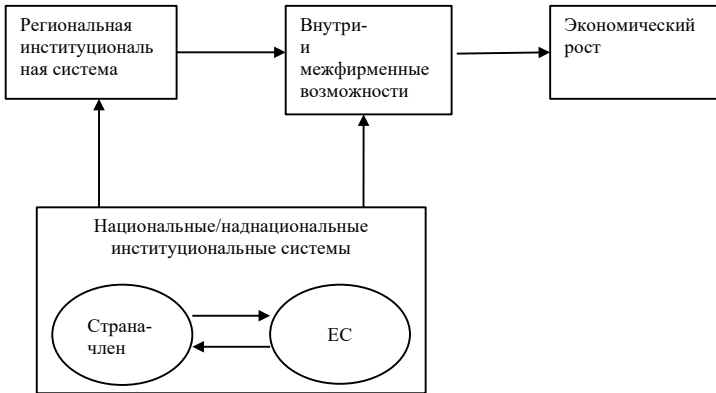 Региональная
институциональ
ная система
Внутри-
и
межфирменные
возможности
Экономический
рост
Национальные/наднациональные
институциональные системы
Страна-
член
ЕС